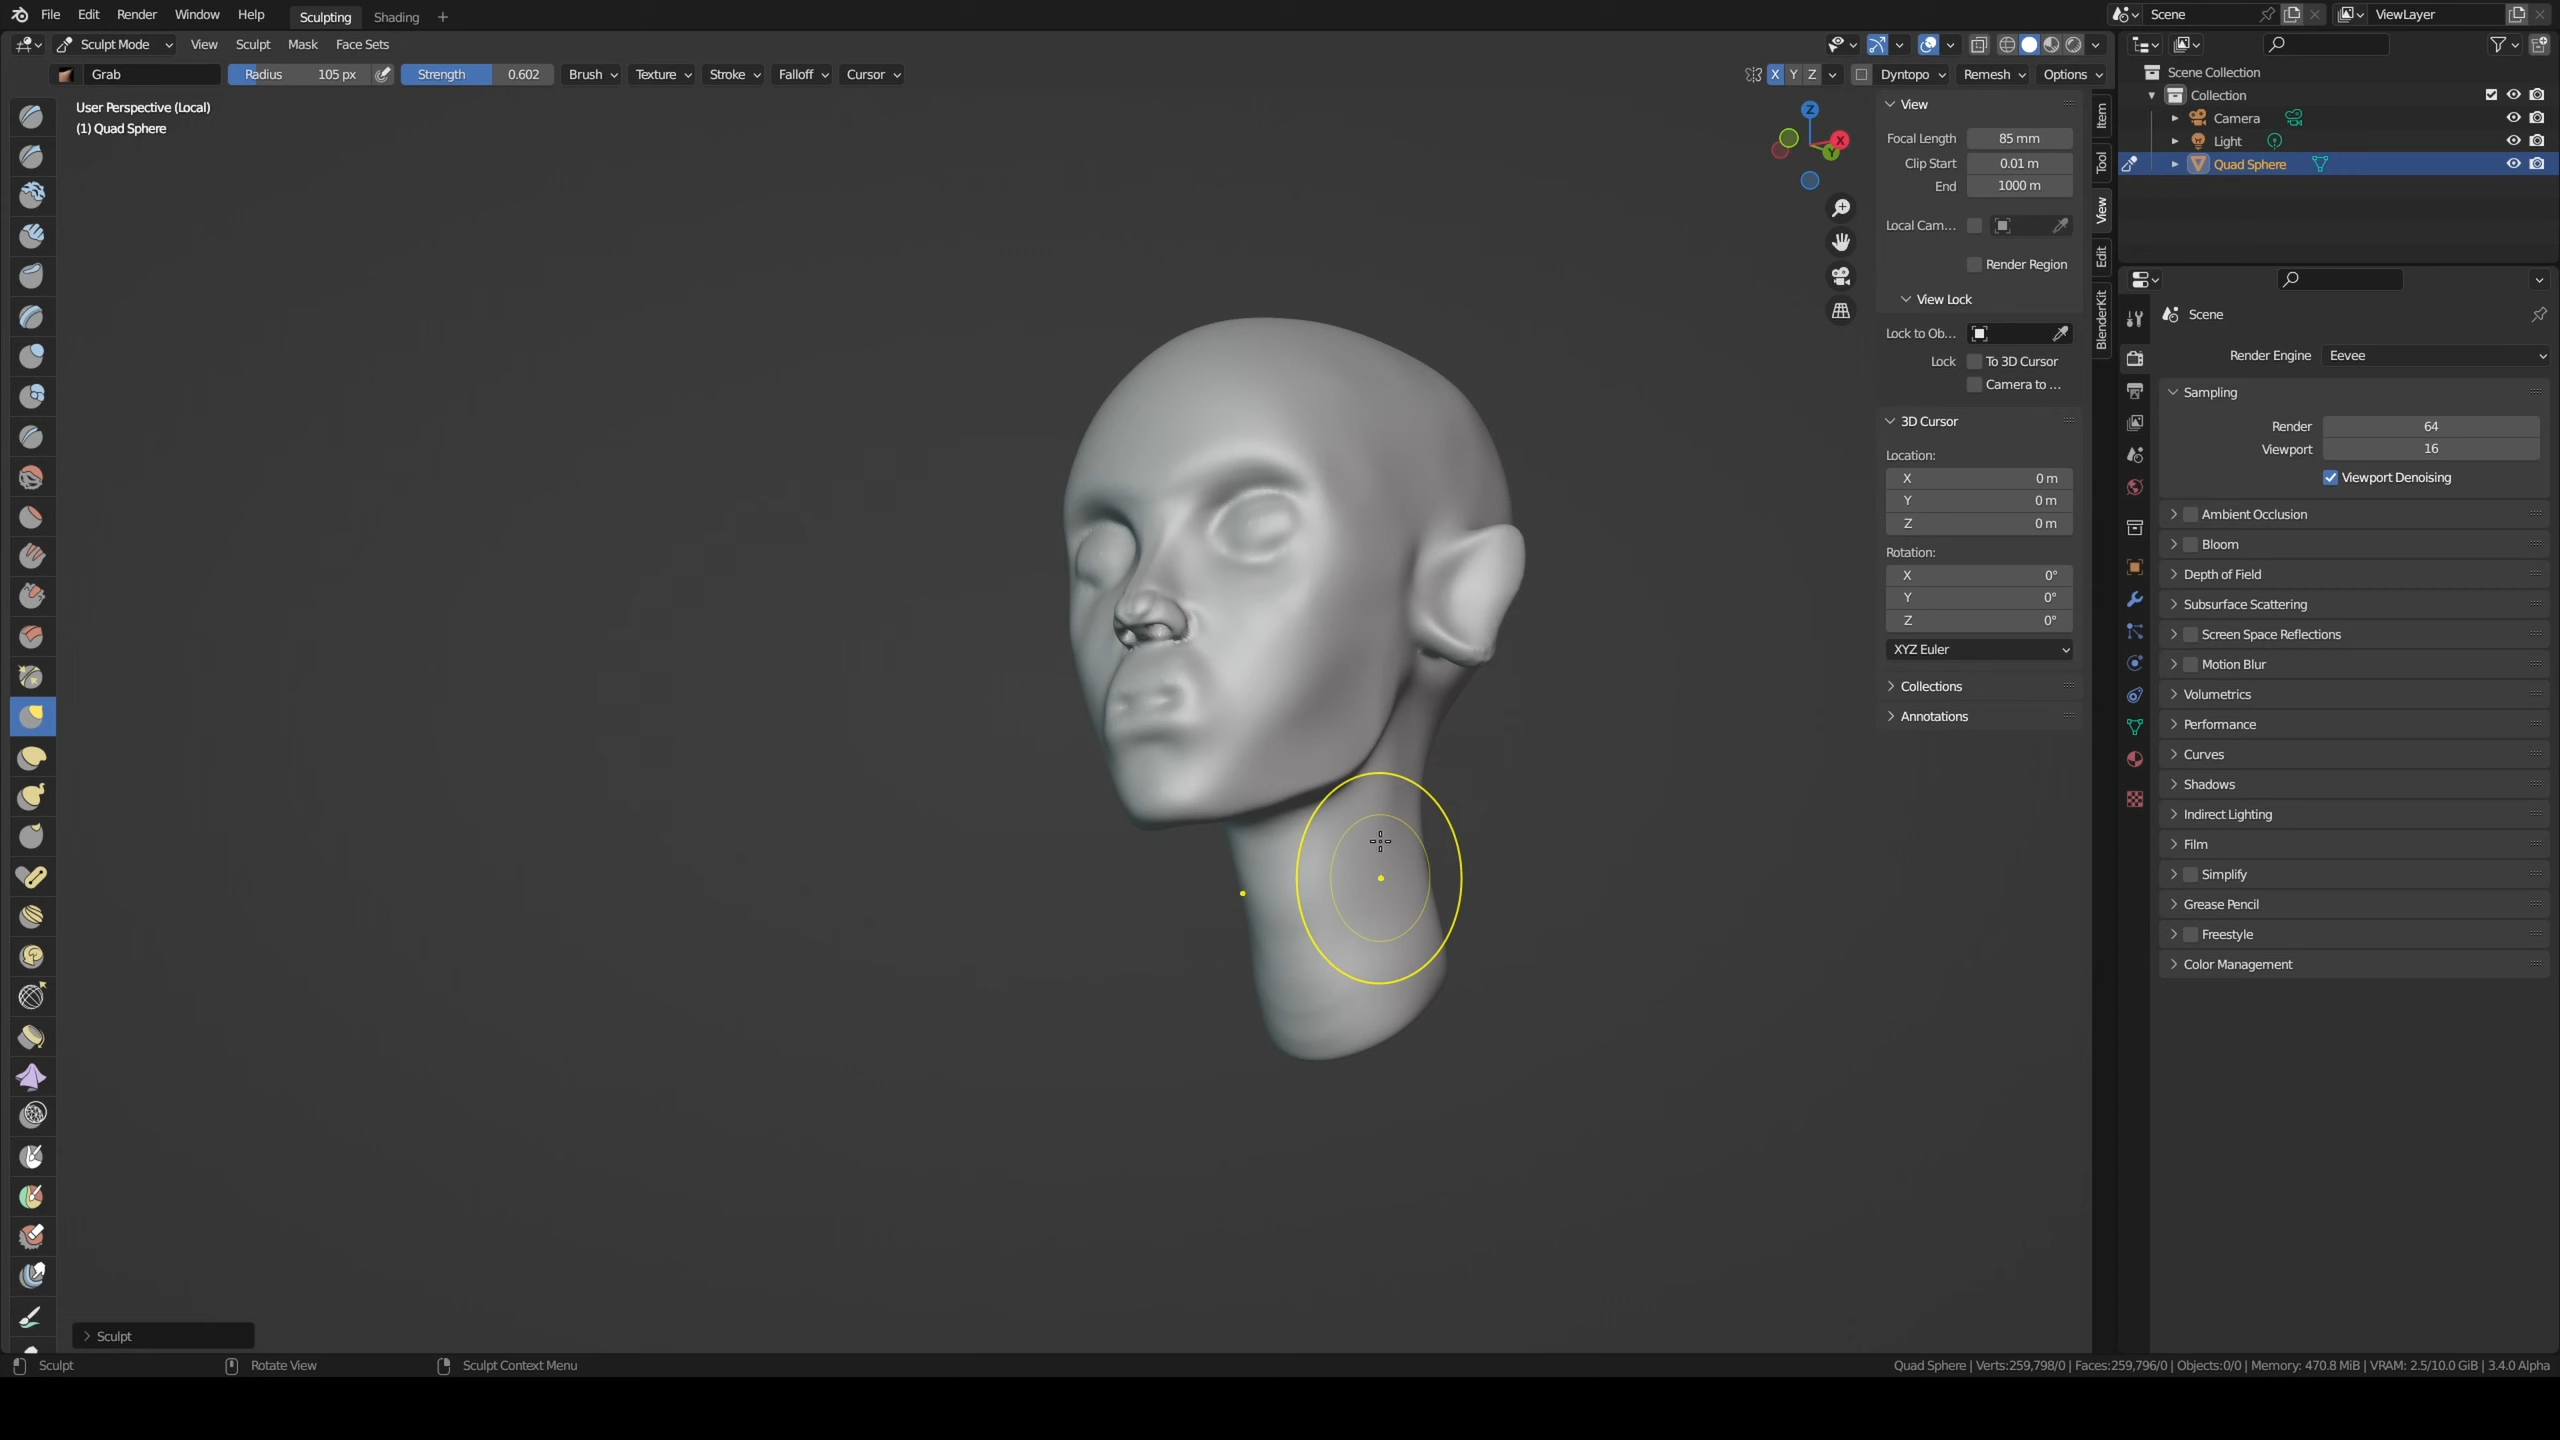 File Edit Render Window Help Sculpting Shading + Scene ViewLayer
Sculpt Mode View Sculpt Mask Face Sets
Grab Radius 105 px Strength 0.602 Brush Texture Stroke Falloff Cursor X Y Z Dyntopo Remesh Options
User Perspective (Local)
(1) Quad Sphere
Z
X
Y
View
Focal Length 85 mm
Clip Start 0.01 m
End 1000 m
Local Cam...
Render Region
View Lock
Lock to Ob...
Lock To 3D Cursor
Camera to ...
3D Cursor
Location:
X 0 m
Y 0 m
Z 0 m
Rotation:
X 0°
Y 0°
Z 0°
XYZ Euler
Collections
Annotations
Item
Tool
View
Edit
BlenderKit
Scene Collection
Collection
Camera
Light
Quad Sphere
Scene
Render Engine Eevee
Sampling
Render 64
Viewport 16
Viewport Denoising
Ambient Occlusion
Bloom
Depth of Field
Subsurface Scattering
Screen Space Reflections
Motion Blur
Volumetrics
Performance
Curves
Shadows
Indirect Lighting
Film
Simplify
Grease Pencil
Freestyle
Color Management
Sculpt
Sculpt Rotate View Sculpt Context Menu Quad Sphere | Verts:259,798/0 | Faces:259,796/0 | Objects:0/0 | Memory: 470.8 MiB | VRAM: 2.5/10.0 GiB | 3.4.0 Alpha